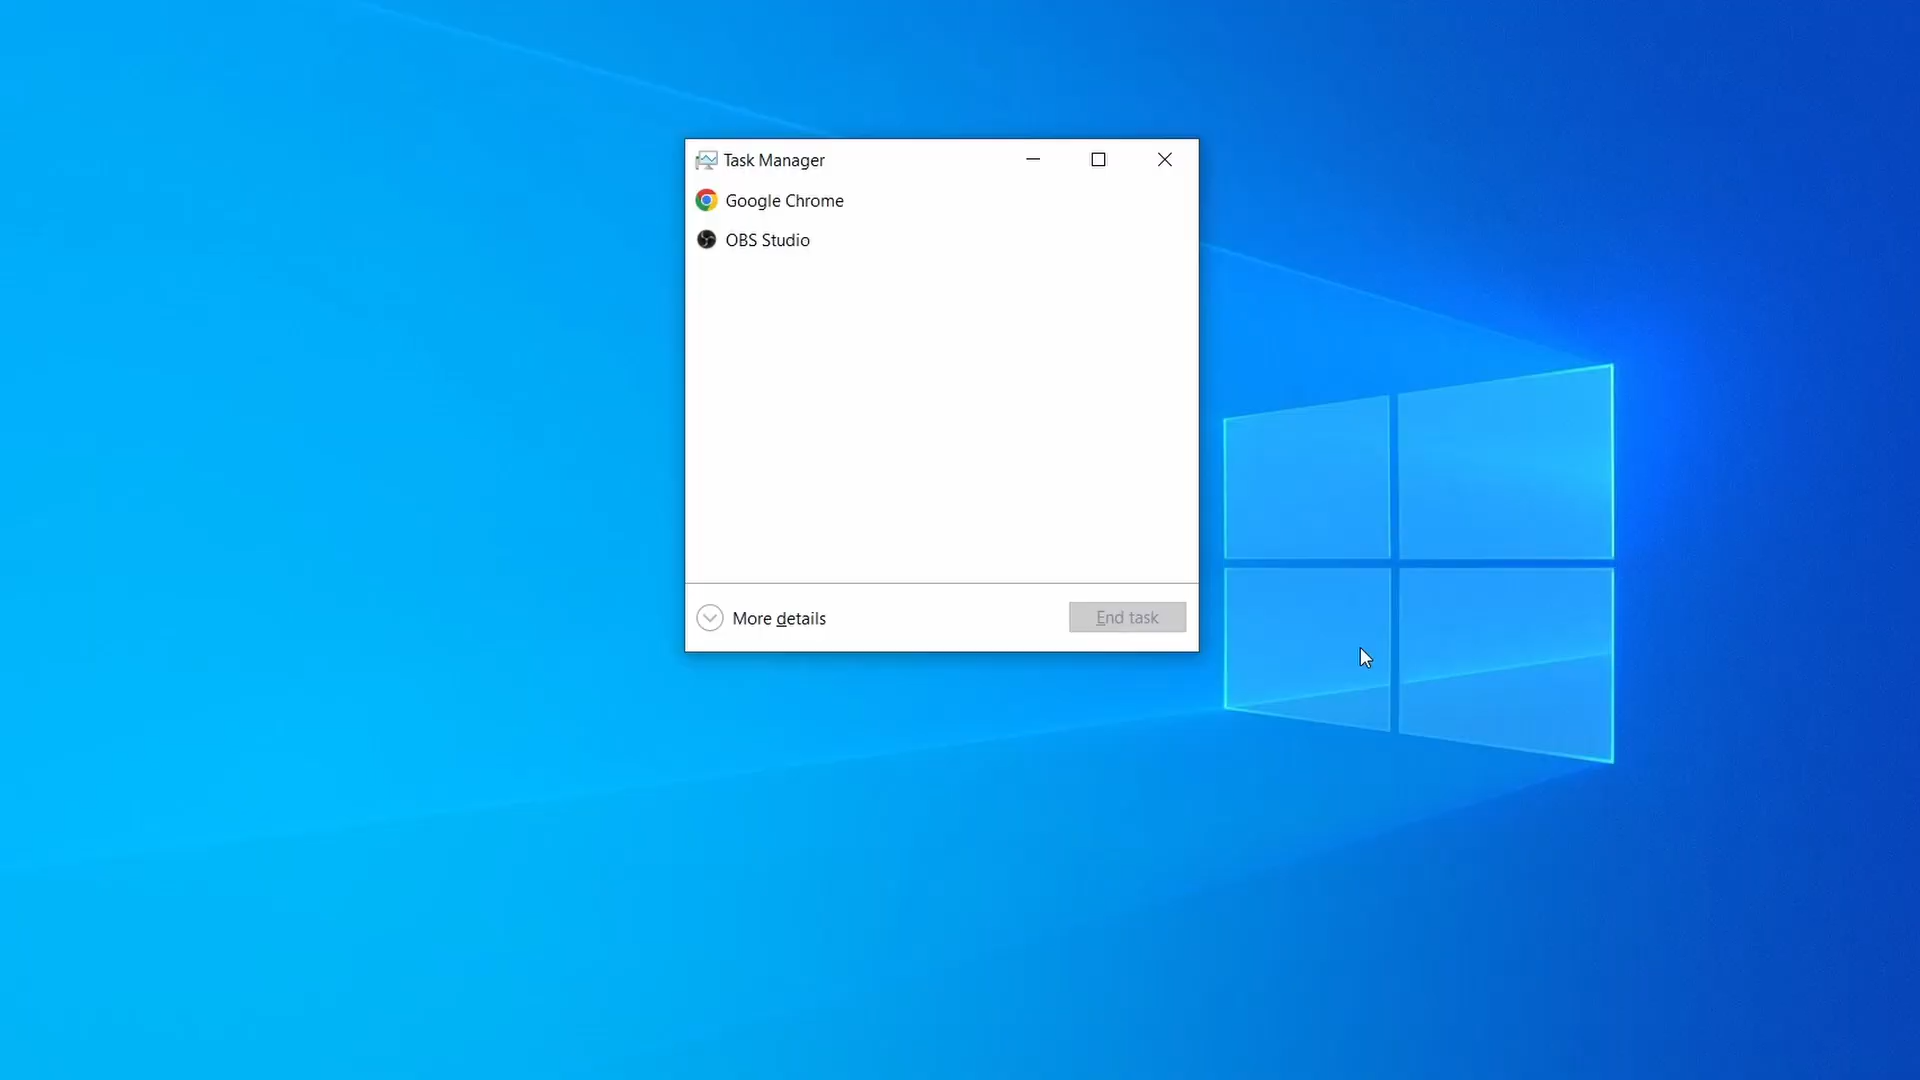 Task Manager
Google Chrome
OBS Studio
More details
End task